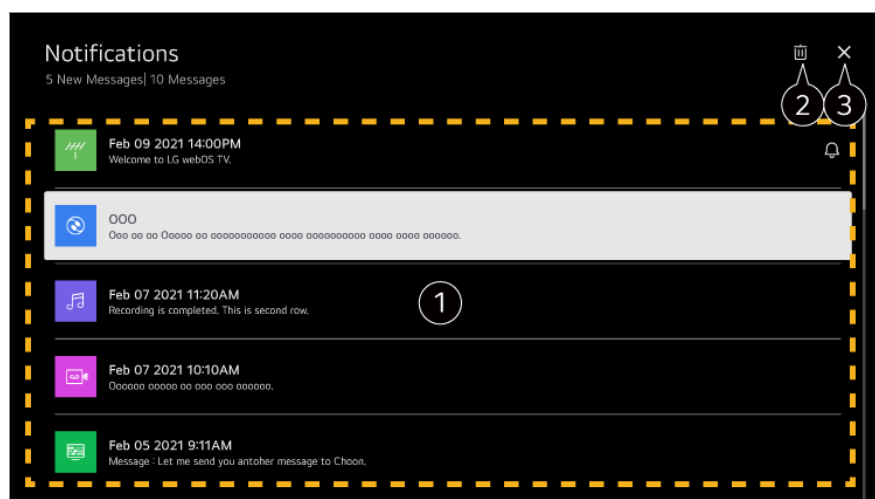 Notifications
5 New Messages| 10 Messages
2
3
Feb 09 2021 14:00PM
Welcome to LG webOS TV.
OOO
Ooo oo oo Ooooo oo ooooooooooo oooo oooooooooo oooo oooo oooooo.
Feb 07 2021 11:20AM
Recording is completed. This is second row.
1
Feb 07 2021 10:10AM
Oooooo ooooo oo ooo ooo oooooo.
Feb 05 2021 9:11AM
Message : Let me send you antoher message to Choon.